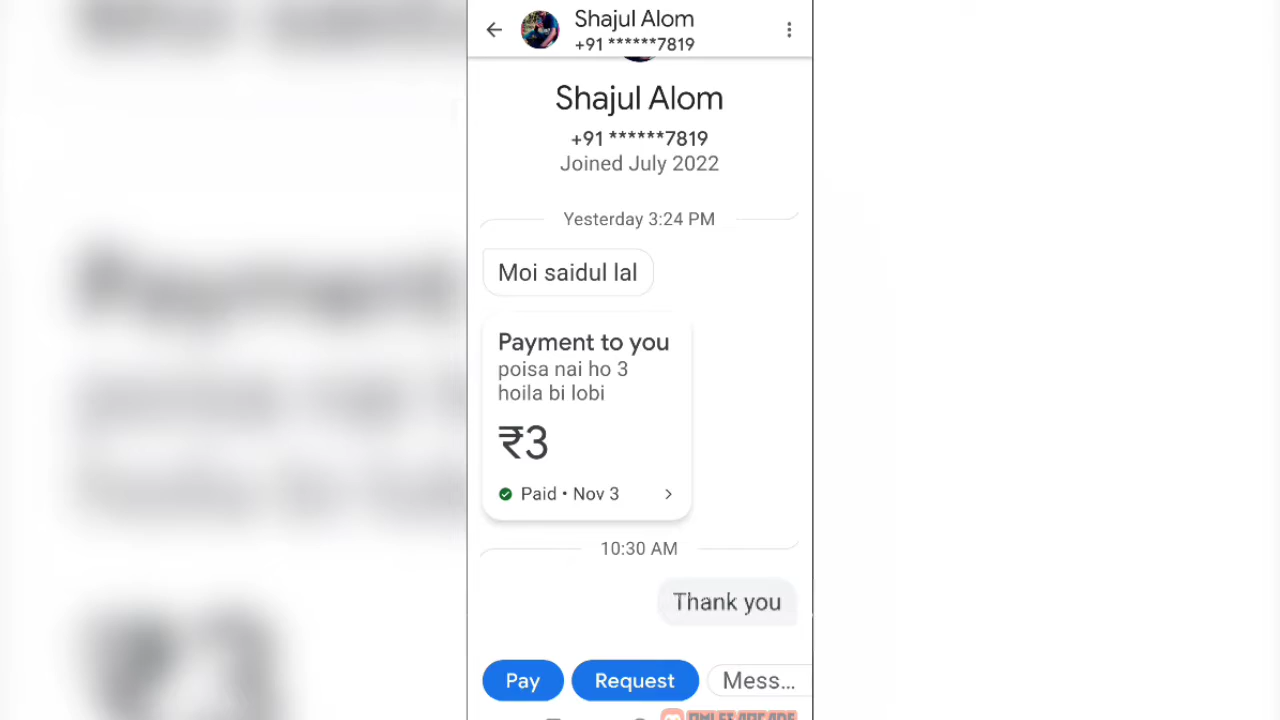 Shajul Alom
+91 ******7819
Shajul Alom
+91 ******7819
Joined July 2022
Yesterday 3:24 PM
Moi saidul lal
Payment to you
poisa nai ho 3
hoila bi lobi
₹3
Paid • Nov 3
10:30 AM
Thank you
Pay
Request
Mess...